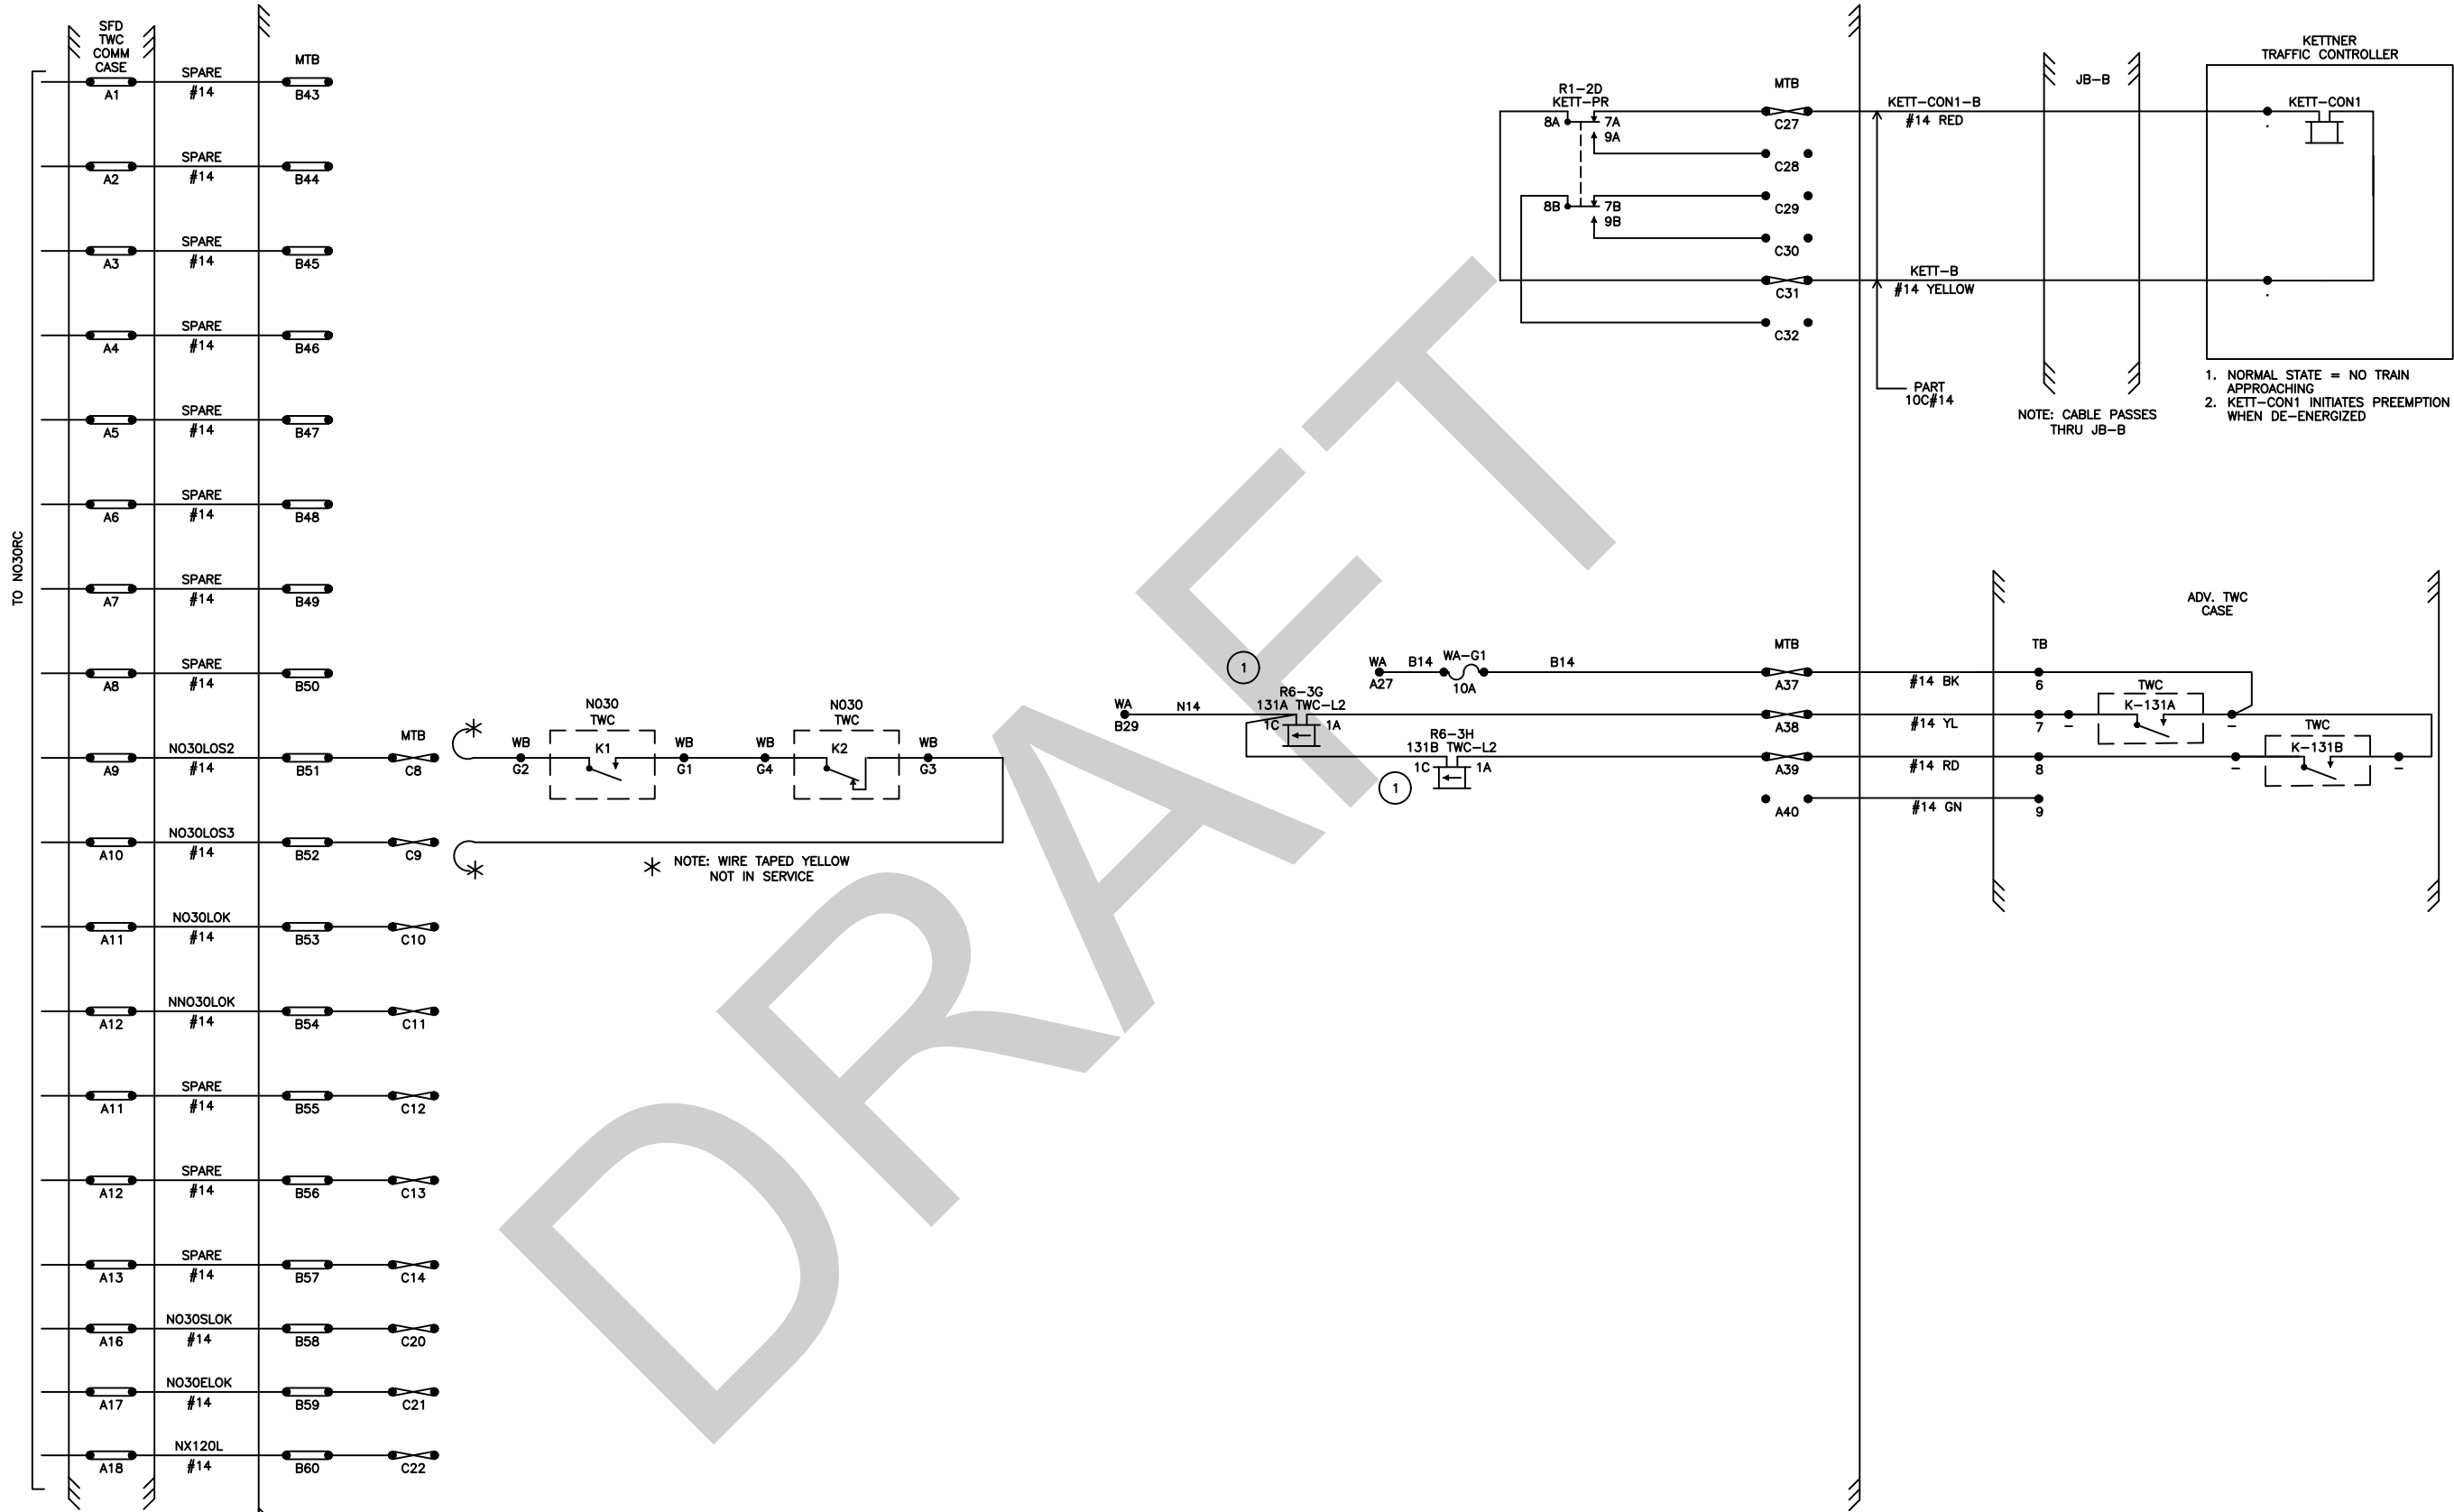 SFD
TWC
COMM
CASE
MTB
TO NO30RC
A1
SPARE
#14
B43
A2
SPARE
#14
B44
A3
SPARE
#14
B45
A4
SPARE
#14
B46
A5
SPARE
#14
B47
A6
SPARE
#14
B48
A7
SPARE
#14
B49
A8
SPARE
#14
B50
A9
NO30LOS2
#14
B51
MTB
C8
A10
NO30LOS3
#14
B52
C9
A11
NO30LOK
#14
B53
C10
A12
NNO30LOK
#14
B54
C11
A11
SPARE
#14
B55
C12
A12
SPARE
#14
B56
C13
A13
SPARE
#14
B57
C14
A16
NO30SLOK
#14
B58
C20
A17
NO30ELOK
#14
B59
C21
A18
NX120L
#14
B60
C22
WB
G2
NO30
TWC
K1
WB
G1
WB
G4
NO30
TWC
K2
WB
G3
NOTE: WIRE TAPED YELLOW
NOT IN SERVICE
DRAFT
R1-2D
KETT-PR
8A
7A
9A
8B
7B
9B
MTB
C27
C28
C29
C30
C31
C32
KETT-CON1-B
#14 RED
KETT-B
#14 YELLOW
PART
10C#14
JB-B
NOTE: CABLE PASSES
THRU JB-B
KETTNER
TRAFFIC CONTROLLER
KETT-CON1
1. NORMAL STATE = NO TRAIN
APPROACHING
2. KETT-CON1 INITIATES PREEMPTION
WHEN DE-ENERGIZED
1
WA
A27
B14
WA-G1
10A
B14
WA
B29
N14
R6-3G
131A TWC-L2
1C
1A
R6-3H
131B TWC-L2
1C
1A
1
MTB
A37
A38
A39
A40
#14 BK
#14 YL
#14 RD
#14 GN
ADV. TWC
CASE
TB
6
7
8
9
TWC
K-131A
TWC
K-131B